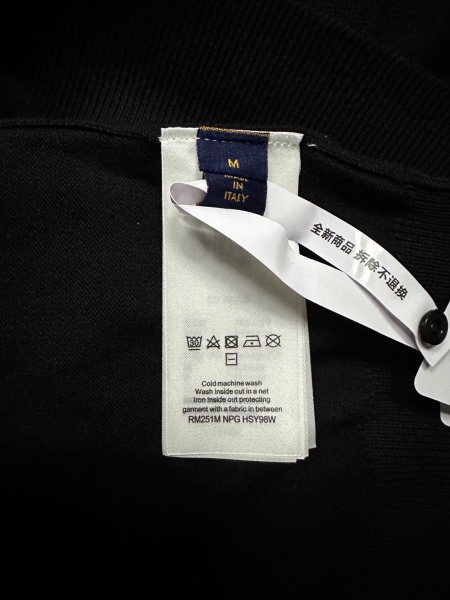 M
MADE
IN
ITALY
全新商品 拆除不退换
30
Cold machine wash
Wash inside out in a net
Iron inside out protecting
garment with a fabric in between
RM251M NPG HSY98W